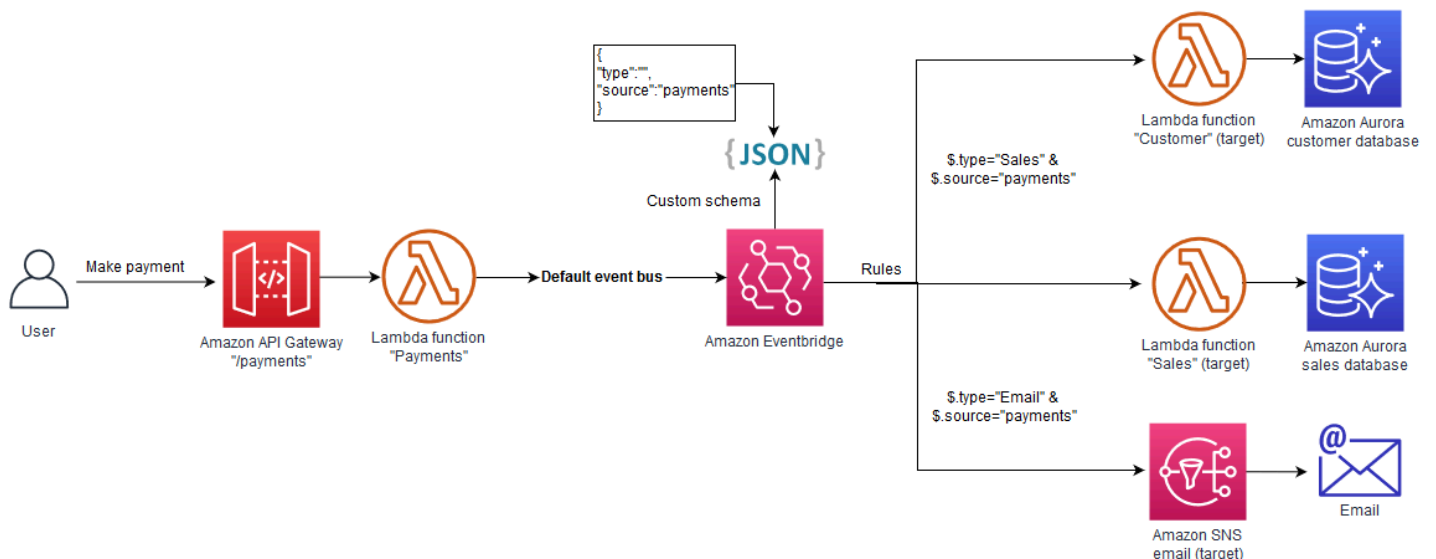 {
"type":"",
"source":"payments"
}
{JSON}
Custom schema
Make payment
User
Amazon API Gateway
"/payments"
</>
Lambda function
"Payments"
Default event bus
Amazon Eventbridge
Rules
$.type="Sales" &
$.source="payments"
$.type="Email" &
$.source="payments"
Lambda function
"Customer" (target)
Amazon Aurora
customer database
Lambda function
"Sales" (target)
Amazon Aurora
sales database
Amazon SNS
email (target)
@
Email